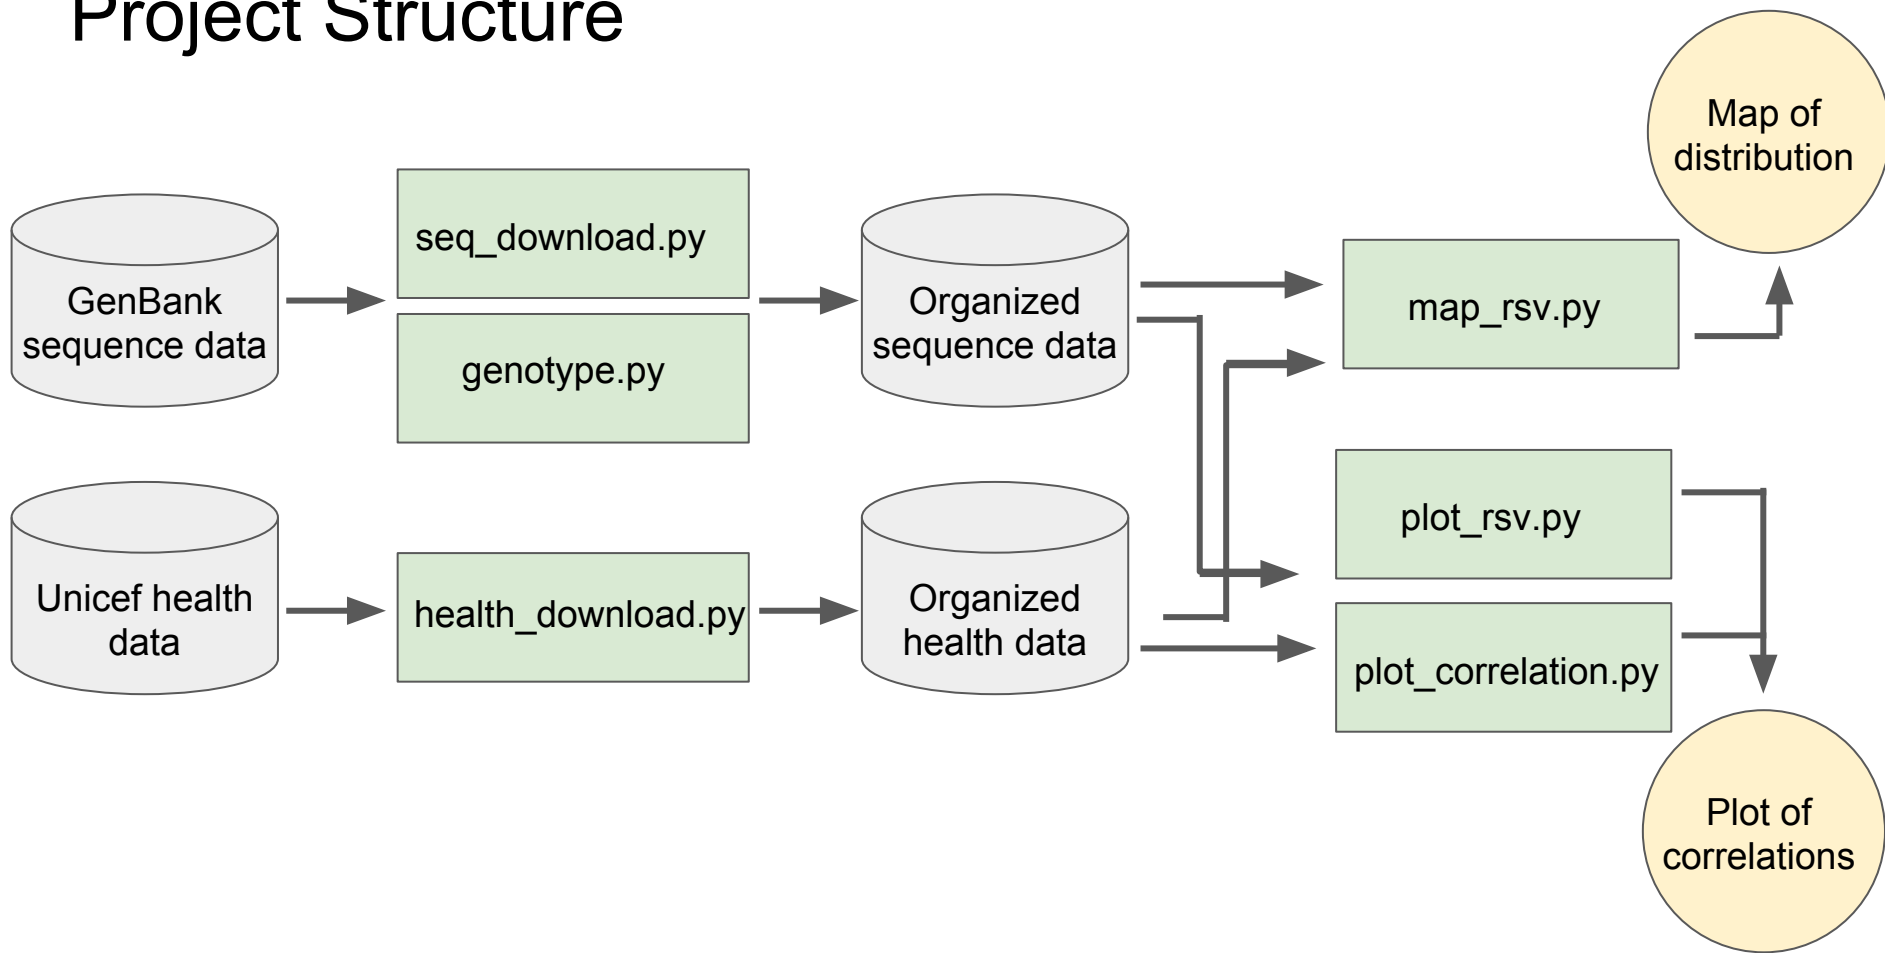 Project Structure
Map of
distribution
seq_download.py
GenBank
sequence data
genotype.py
Organized
sequence data
map_rsv.py
plot_rsv.py
Unicef health
data
health_download.py
Organized
health data
plot_correlation.py
Plot of
correlations